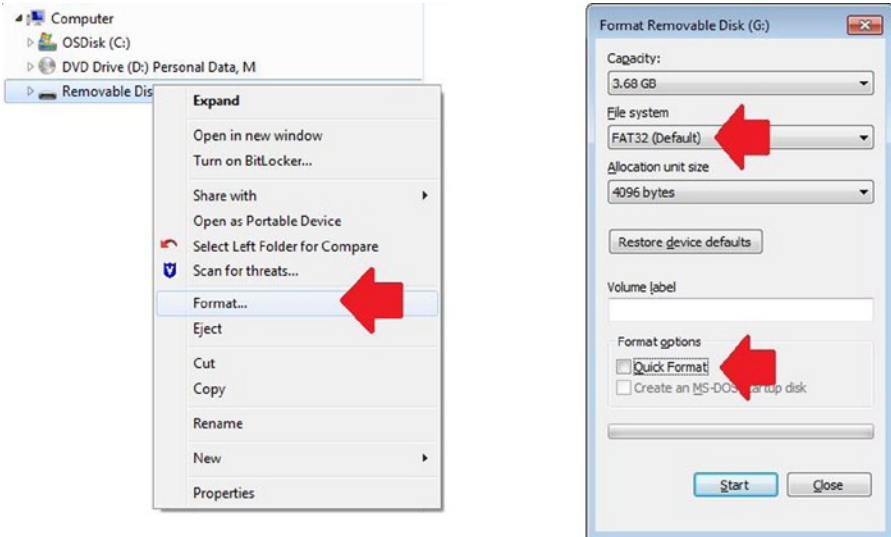 Computer
OSDisk (C:)
DVD Drive (D:) Personal Data, M
Removable Dis
Expand
Open in new window
Turn on BitLocker...
Share with
Open as Portable Device
Select Left Folder for Compare
Scan for threats...
Format...
Eject
Cut
Copy
Rename
New
Properties
Format Removable Disk (G:)
Capacity:
3.68 GB
File system
FAT32 (Default)
Allocation unit size
4096 bytes
Restore device defaults
Volume label
Format options
Quick Format
Create an MS-DOS startup disk
Start
Close